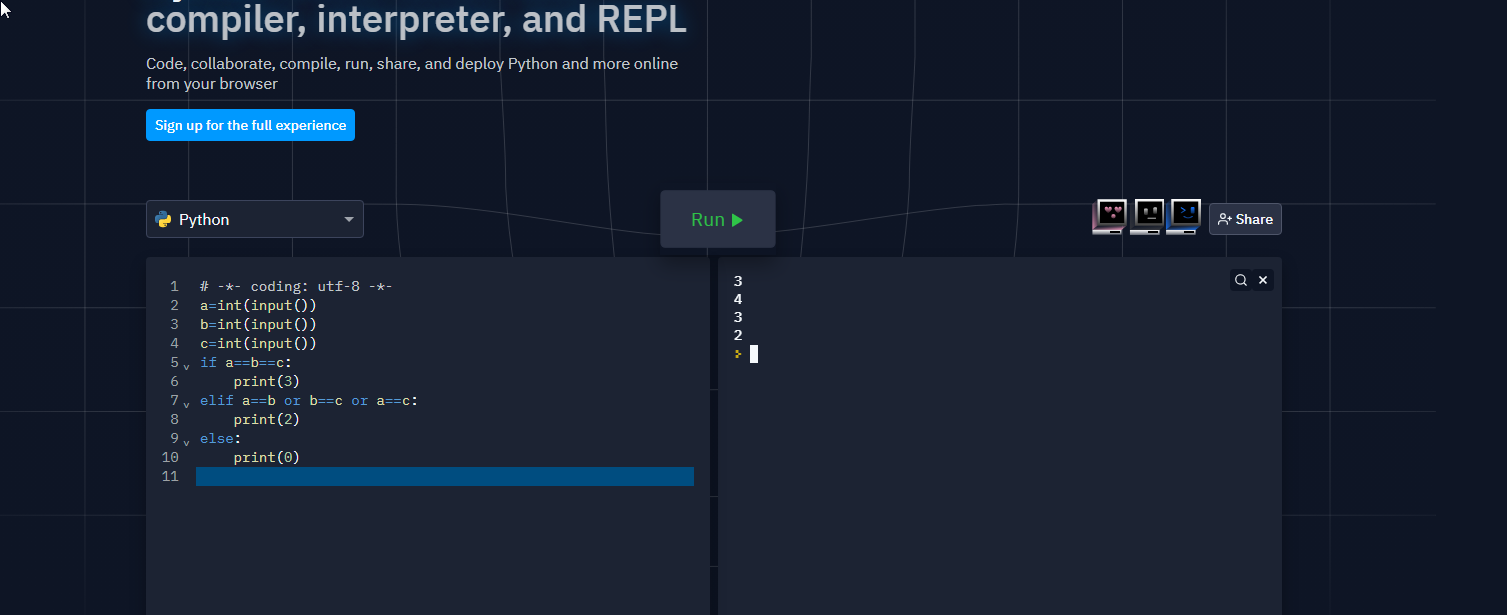 compiler, interpreter, and REPL
Code, collaborate, compile, run, share, and deploy Python and more online
from your browser
Sign up for the full experience
Python
Run
Share
1 # -*- coding: utf-8 -*-
2 a=int(input())
3 b=int(input())
4 c=int(input())
5 if a==b==c:
6     print(3)
7 elif a==b or b==c or a==c:
8     print(2)
9 else:
10     print(0)
11
3
4
3
2